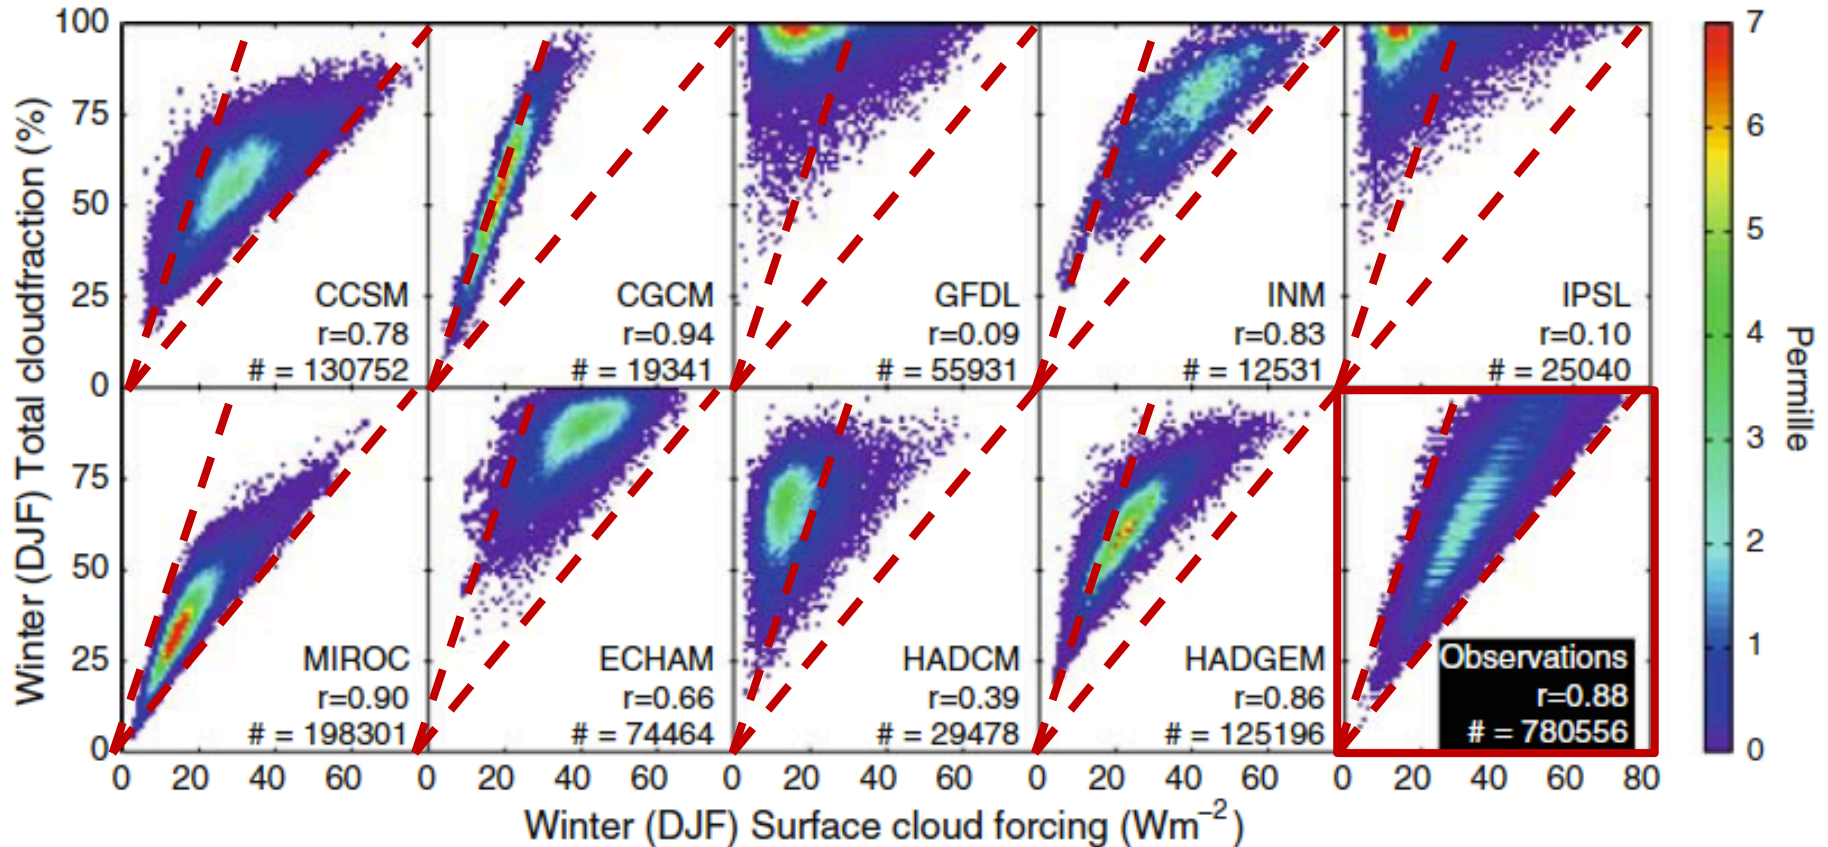 Winter (DJF) Total cloudfraction (%)
100
75
50
25
0
CCSM
r=0.78
# = 130752
CGCM
r=0.94
# = 19341
GFDL
r=0.09
# = 55931
INM
r=0.83
# = 12531
IPSL
r=0.10
# = 25040
75
50
25
0
MIROC
r=0.90
# = 198301
ECHAM
r=0.66
# = 74464
HADCM
r=0.39
# = 29478
HADGEM
r=0.86
# = 125196
Observations
r=0.88
# = 780556
0 20 40 60 0 20 40 60 0 20 40 60 0 20 40 60 0 20 40 60 80
Winter (DJF) Surface cloud forcing (Wm⁻²)
7
6
5
4
3
2
1
0
Permille